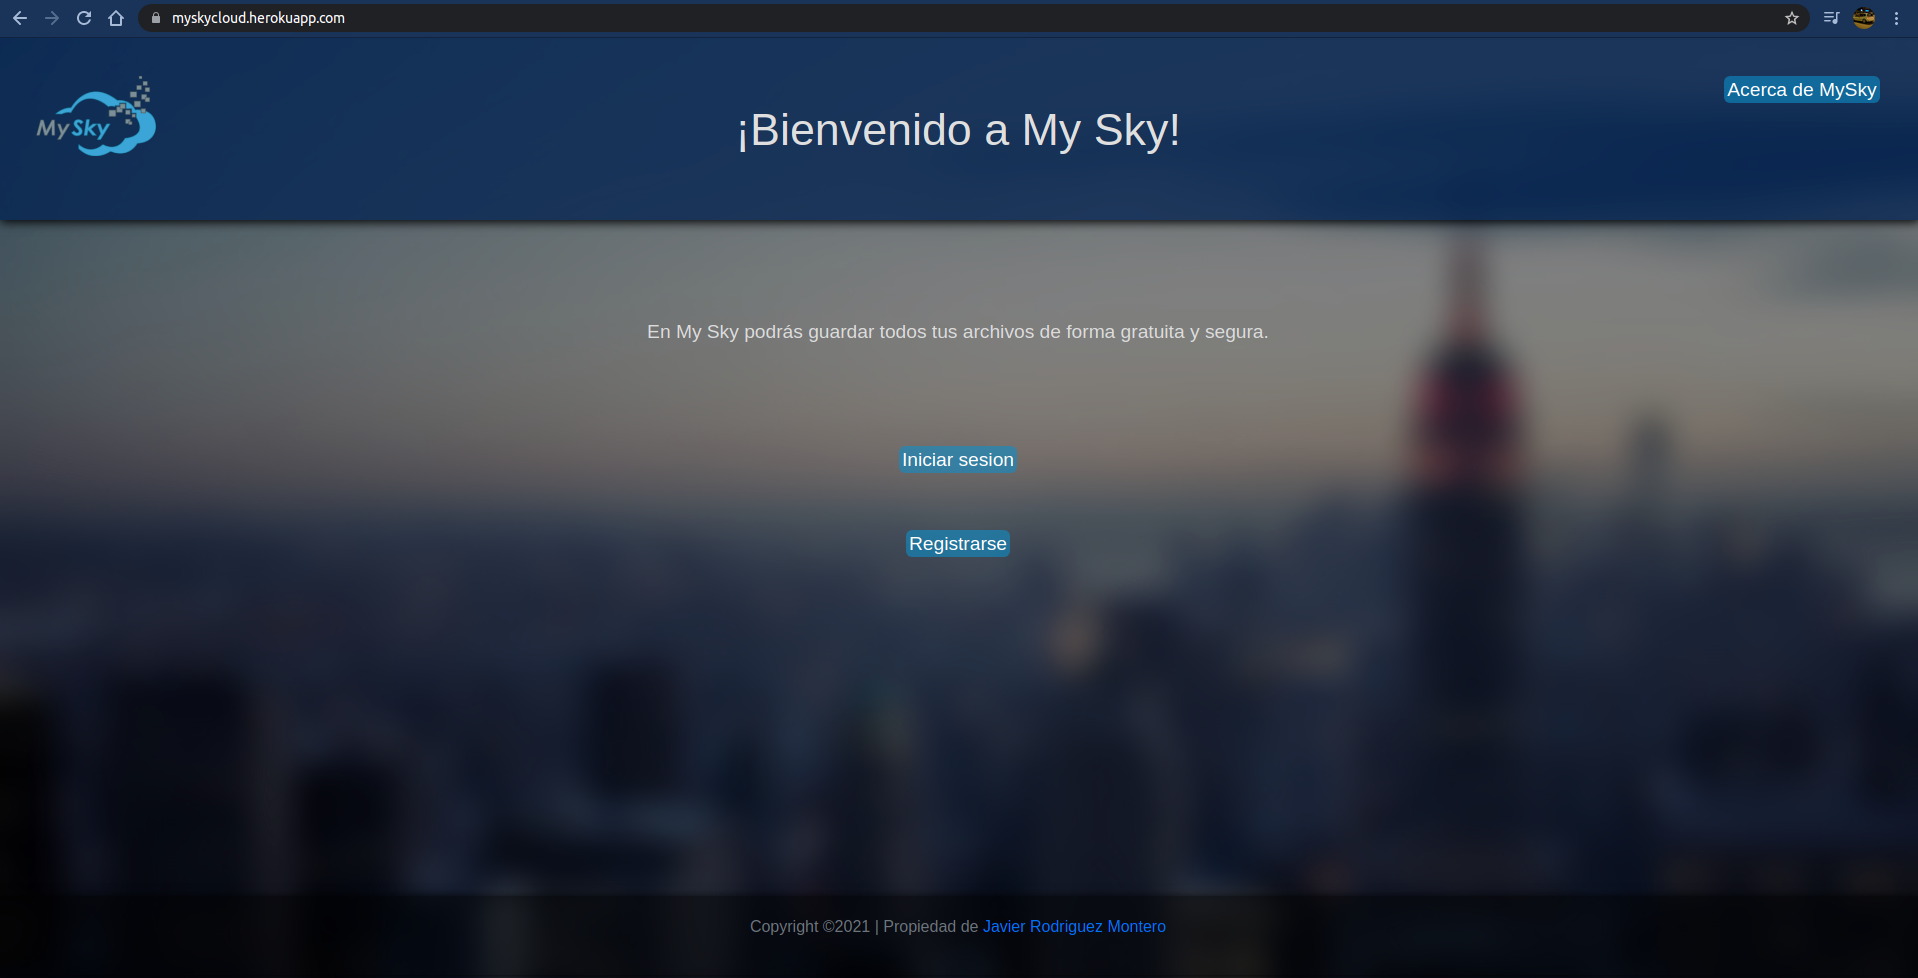 myskycloud.herokuapp.com
My Sky
Acerca de MySky
¡Bienvenido a My Sky!
En My Sky podrás guardar todos tus archivos de forma gratuita y segura.
Iniciar sesion
Registrarse
Copyright ©2021 | Propiedad de Javier Rodriguez Montero